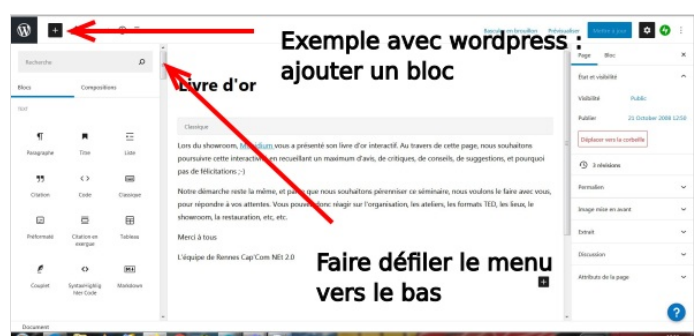 Exemple avec wordpress :
ajouter un bloc
Basculer en brouillon Prévisualiser Mettre à jour
Recherche
Blocs Compositions
TEXTE
Paragraphe Titre Liste
Citation Code Classique
Préformaté Citation en exergue Tableau
Couplet Syntaxhighlighter Code Markdown
Document
Livre d'or
Classique
Lors du showroom, vous a présenté son livre d'or interactif. Au travers de cette page, nous souhaitons
poursuivre cette interactivité en recueillant un maximum d'avis, de critiques, de conseils, de suggestions, et pourquoi
pas de félicitations ;-)
Notre démarche reste la même, et parce que nous souhaitons pérenniser ce séminaire, nous voulons le faire avec vous,
pour répondre à vos attentes. Vous pouvez donc réagir sur l'organisation, les ateliers, les formats TED, les lieux, le
showroom, la restauration, etc, etc.
Merci à tous
L'équipe de Rennes Cap'Com NEt 2.0
Faire défiler le menu
vers le bas
Page Bloc
État et visibilité
Visibilité Public
Publier 21 October 2008 12:50
Déplacer vers la corbeille
3 révisions
Permalien
Image mise en avant
Extrait
Discussion
Attributs de la page